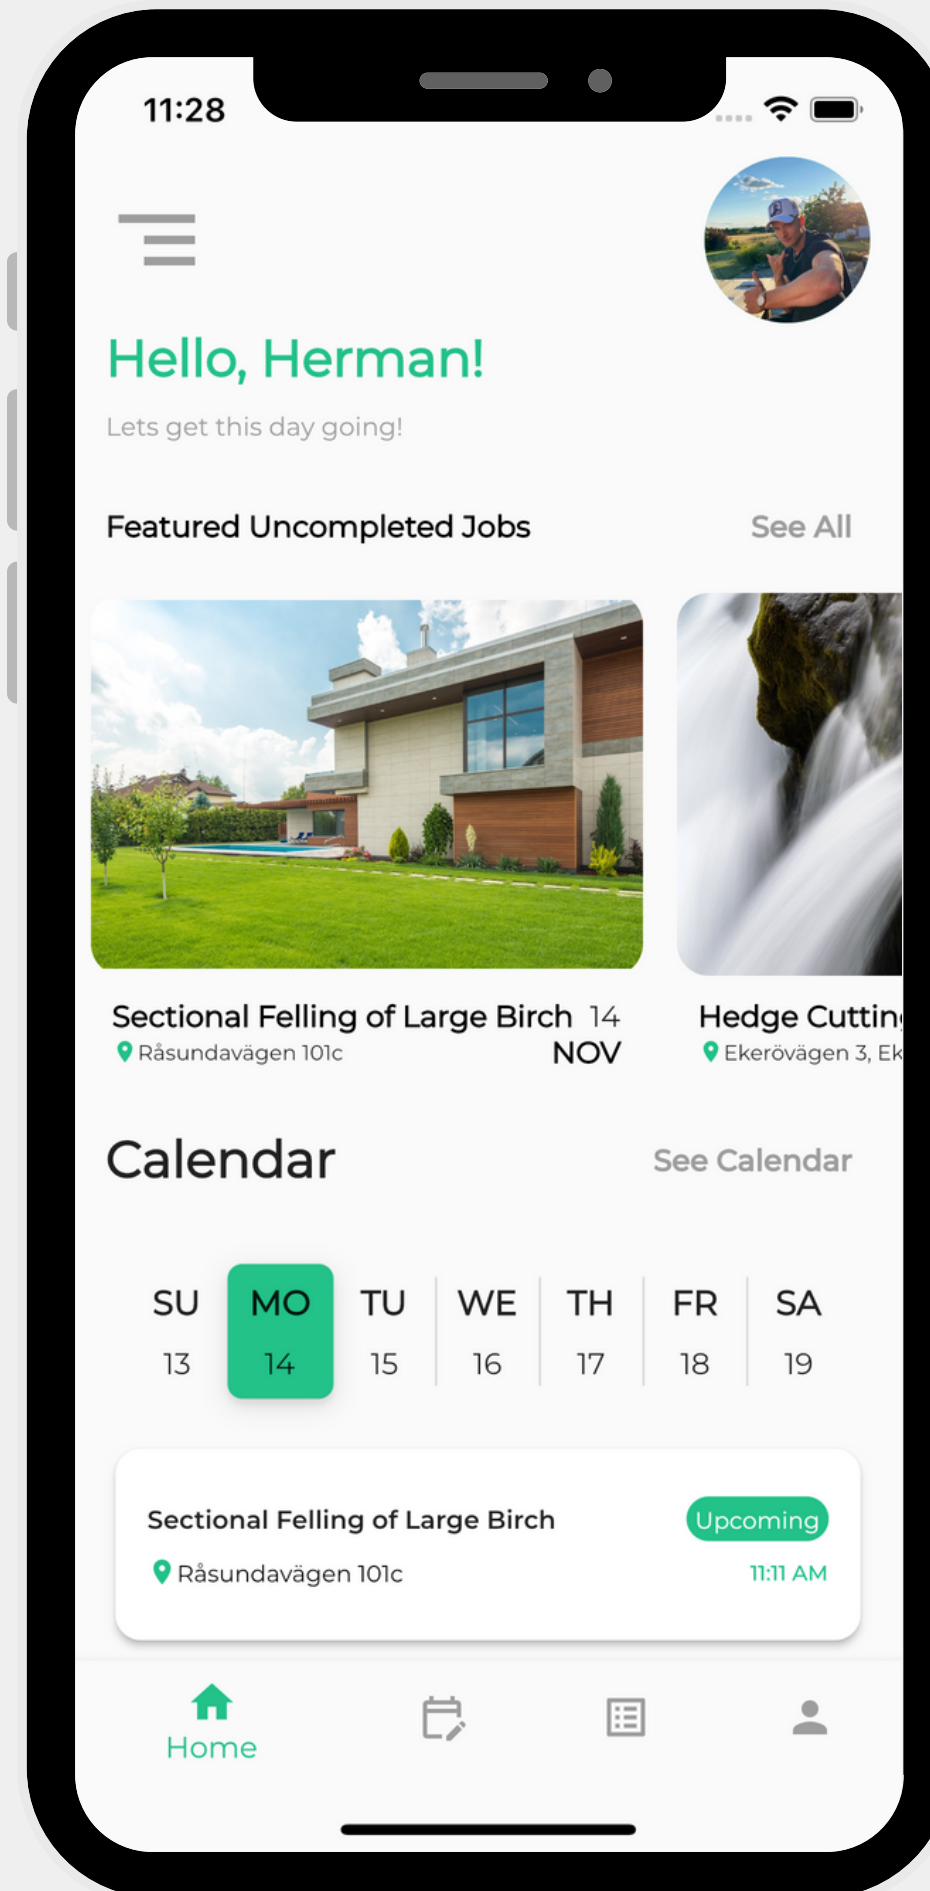 11:28
Hello, Herman!
Lets get this day going!
Featured Uncompleted Jobs See All
Sectional Felling of Large Birch 14
Råsundavägen 101c NOV
Hedge Cutting
Ekerövägen 3, Ek
Calendar See Calendar
SU MO TU WE TH FR SA
13 14 15 16 17 18 19
Sectional Felling of Large Birch Upcoming
Råsundavägen 101c 11:11 AM
Home